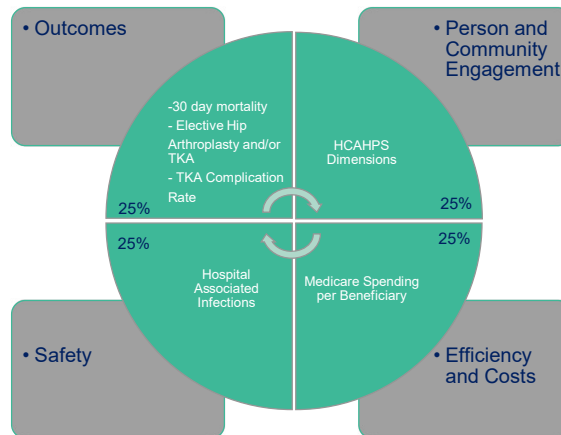 • Outcomes
• Person and
Community
Engagement
-30 day mortality
- Elective Hip
Arthroplasty and/or
TKA
- TKA Complication
Rate
25%
HCAHPS
Dimensions
25%
25%
Hospital
Associated
Infections
25%
Medicare Spending
per Beneficiary
• Safety
• Efficiency
and Costs